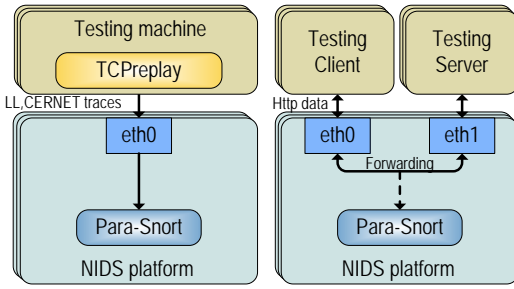 Testing machine
TCPreplay
LL,CERNET traces
eth0
Para-Snort
NIDS platform
Testing
Client
Testing
Server
Http data
eth0
eth1
Forwarding
Para-Snort
NIDS platform